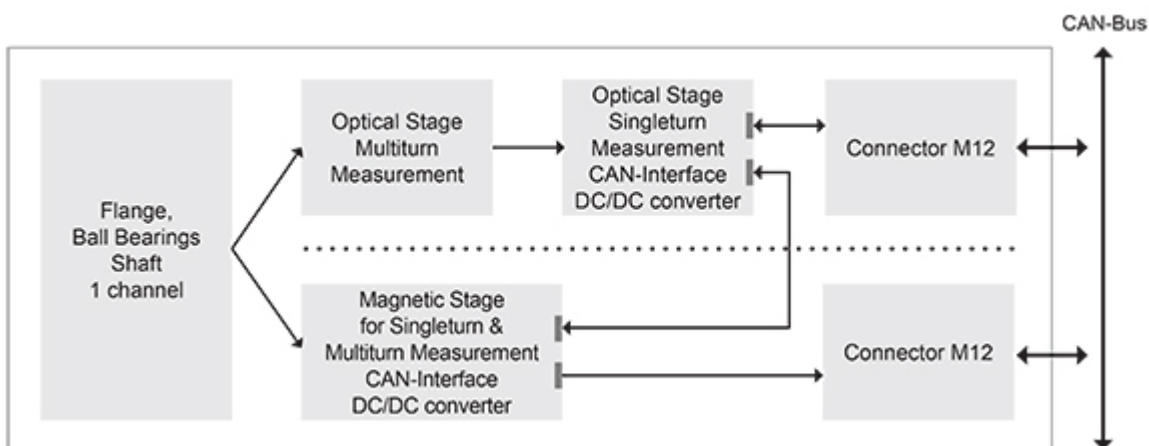 CAN-Bus
Flange,
Ball Bearings
Shaft
1 channel
Optical Stage
Multiturn
Measurement
Optical Stage
Singleturn
Measurement
CAN-Interface
DC/DC converter
Connector M12
Magnetic Stage
for Singleturn &
Multiturn Measurement
CAN-Interface
DC/DC converter
Connector M12